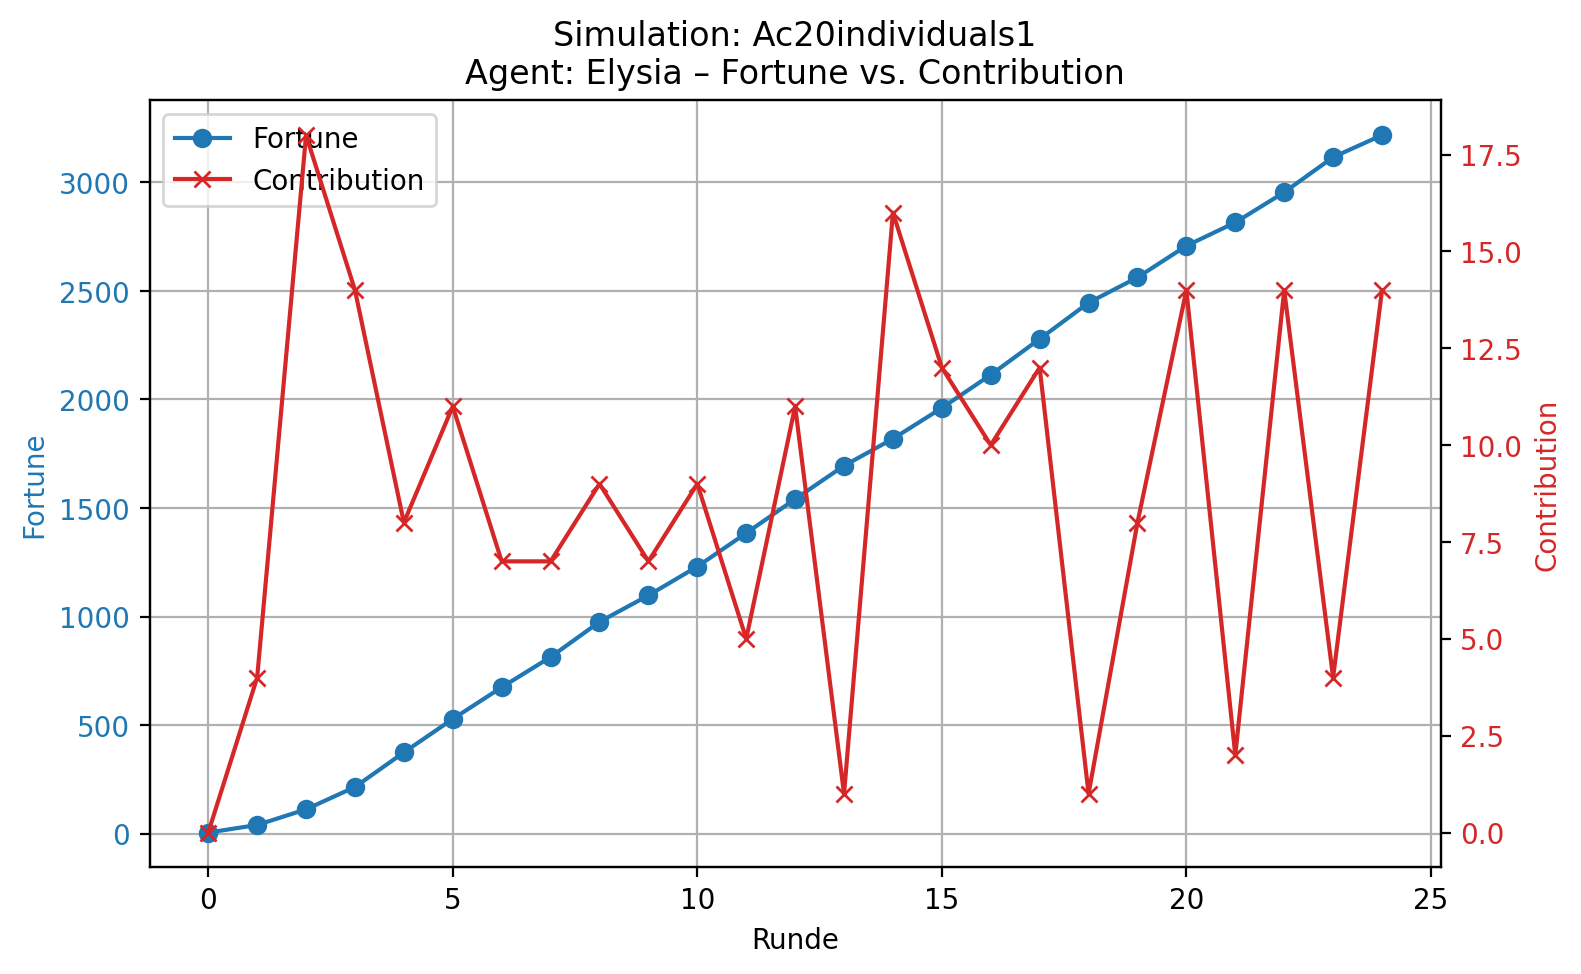 Simulation: Ac20individuals1
Agent: Elysia – Fortune vs. Contribution
Fortune
Contribution
3000
2500
2000
1500
1000
500
0
Fortune
17.5
15.0
12.5
10.0
7.5
5.0
2.5
0.0
Contribution
0 5 10 15 20 25
Runde